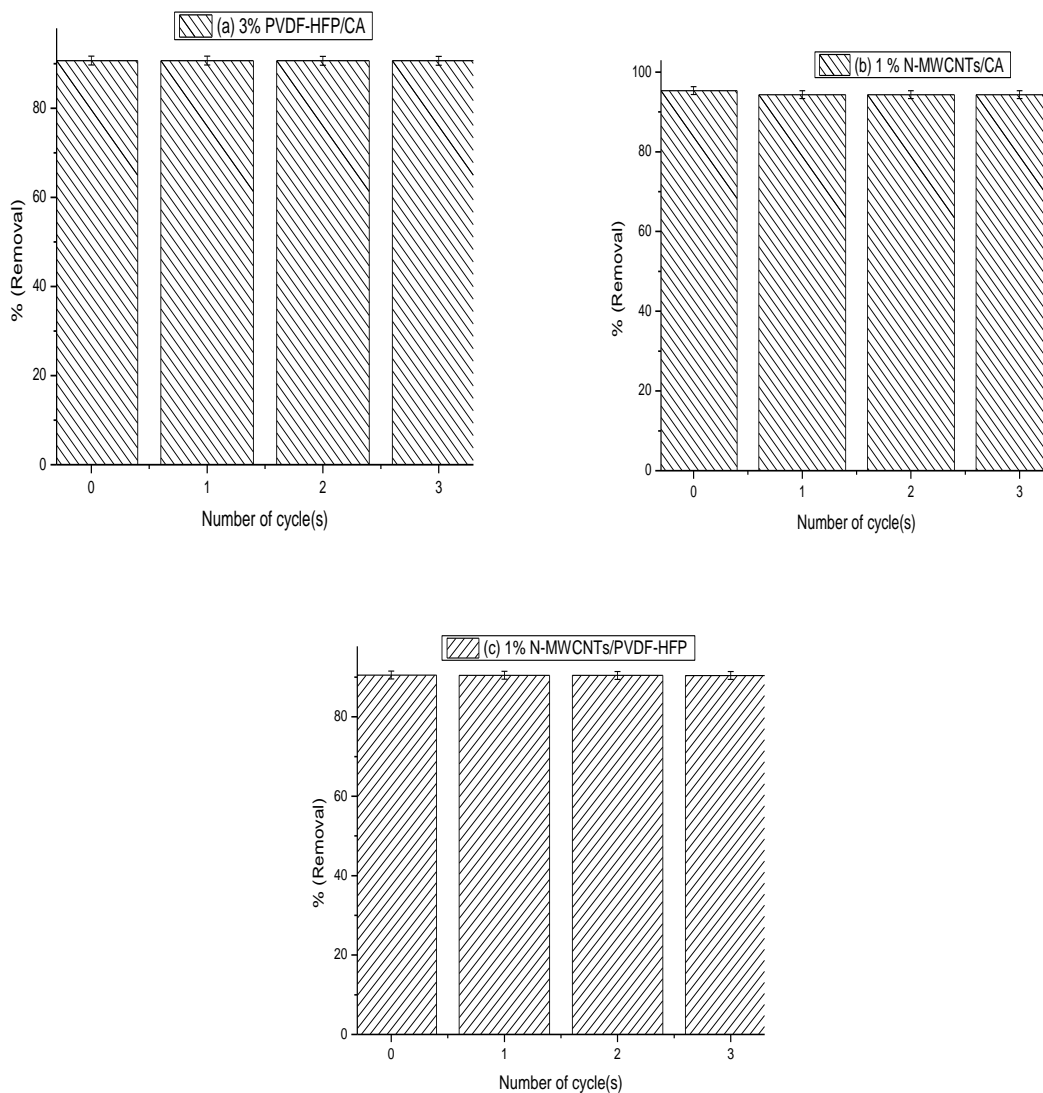 (a) 3% PVDF-HFP/CA
80
60
40
20
0
% (Removal)
0 1 2 3
Number of cycle(s)
(b) 1 % N-MWCNTs/CA
100
80
60
40
20
0
% (Removal)
0 1 2 3
Number of cycle(s)
(c) 1% N-MWCNTs/PVDF-HFP
80
60
40
20
0
% (Removal)
0 1 2 3
Number of cycle(s)